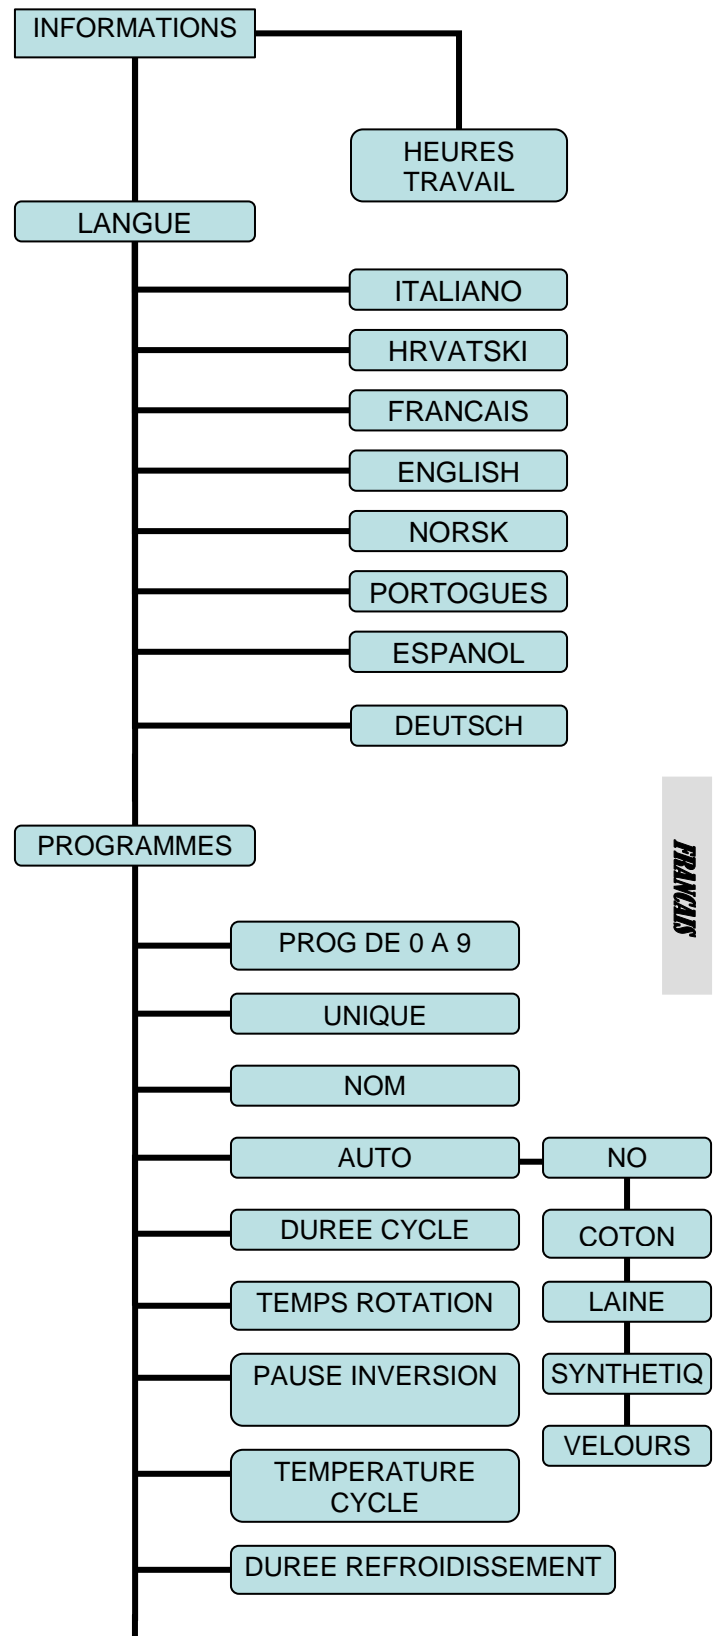 INFORMATIONS
HEURES
TRAVAIL
LANGUE
ITALIANO
HRVATSKI
FRANCAIS
ENGLISH
NORSK
PORTOGUES
ESPANOL
DEUTSCH
PROGRAMMES
FRANCAIS
PROG DE 0 A 9
UNIQUE
NOM
AUTO
NO
DUREE CYCLE
COTON
TEMPS ROTATION
LAINE
PAUSE INVERSION
SYNTHETIQ
VELOURS
TEMPERATURE
CYCLE
DUREE REFROIDISSEMENT